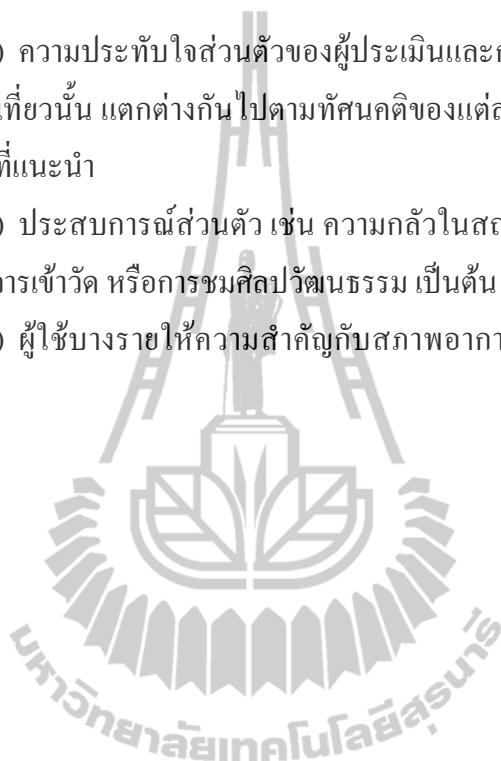 ) ความประทับใจส่วนตัวของผู้ประเมินและก
เที่ยวนั้น แตกต่างกันไปตามทัศนคติของแต่ล
ที่แนะนำ
) ประสบการณ์ส่วนตัว เช่น ความกลัวในสถ
ารเข้าวัด หรือการชมศิลปวัฒนธรรม เป็นต้น
) ผู้ใช้บางรายให้ความสำคัญกับสภาพอากา
มหาวิทยาลัยเทคโนโลยีสุรนารี